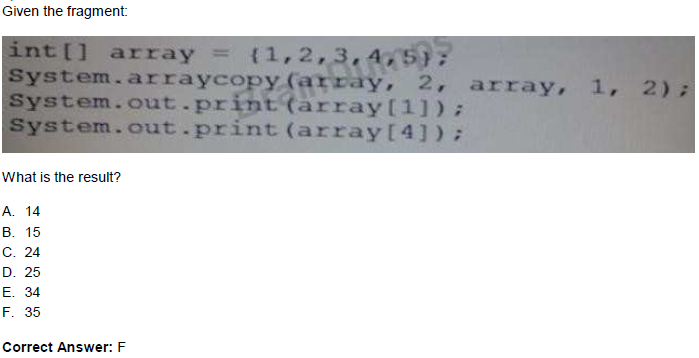 Given the fragment:
int[] array = {1,2,3,4,5};
System.arraycopy(array, 2, array, 1, 2);
System.out.print(array[1]);
System.out.print(array[4]);
What is the result?
A. 14
B. 15
C. 24
D. 25
E. 34
F. 35
Correct Answer: F